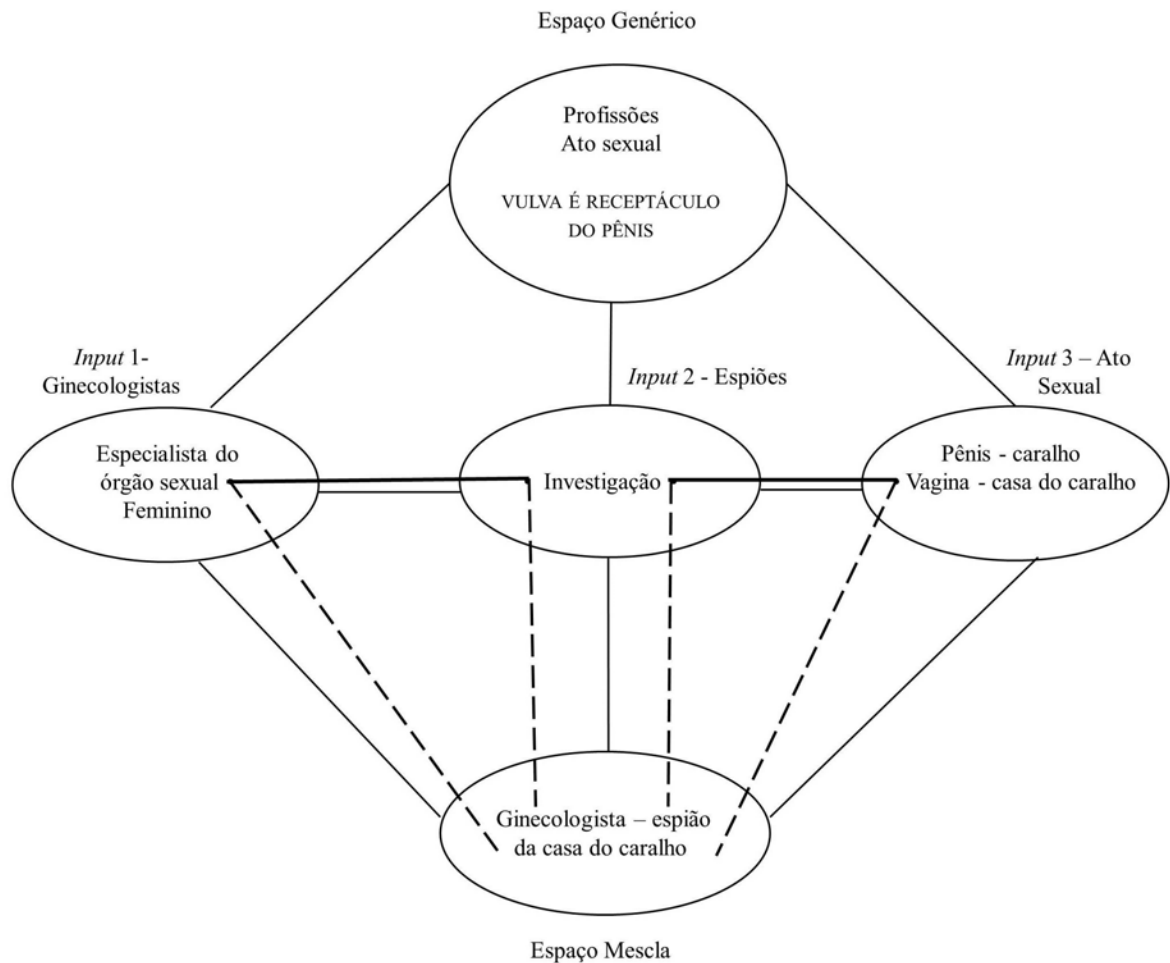 Espaço Genérico
Profissões
Ato sexual
VULVA É RECEPTÁCULO
DO PÊNIS
Input 1-
Ginecologistas
Input 2 - Espiões
Input 3 – Ato
Sexual
Especialista do
órgão sexual
Feminino
Investigação
Pênis - caralho
Vagina - casa do caralho
Ginecologista – espião
da casa do caralho
Espaço Mescla